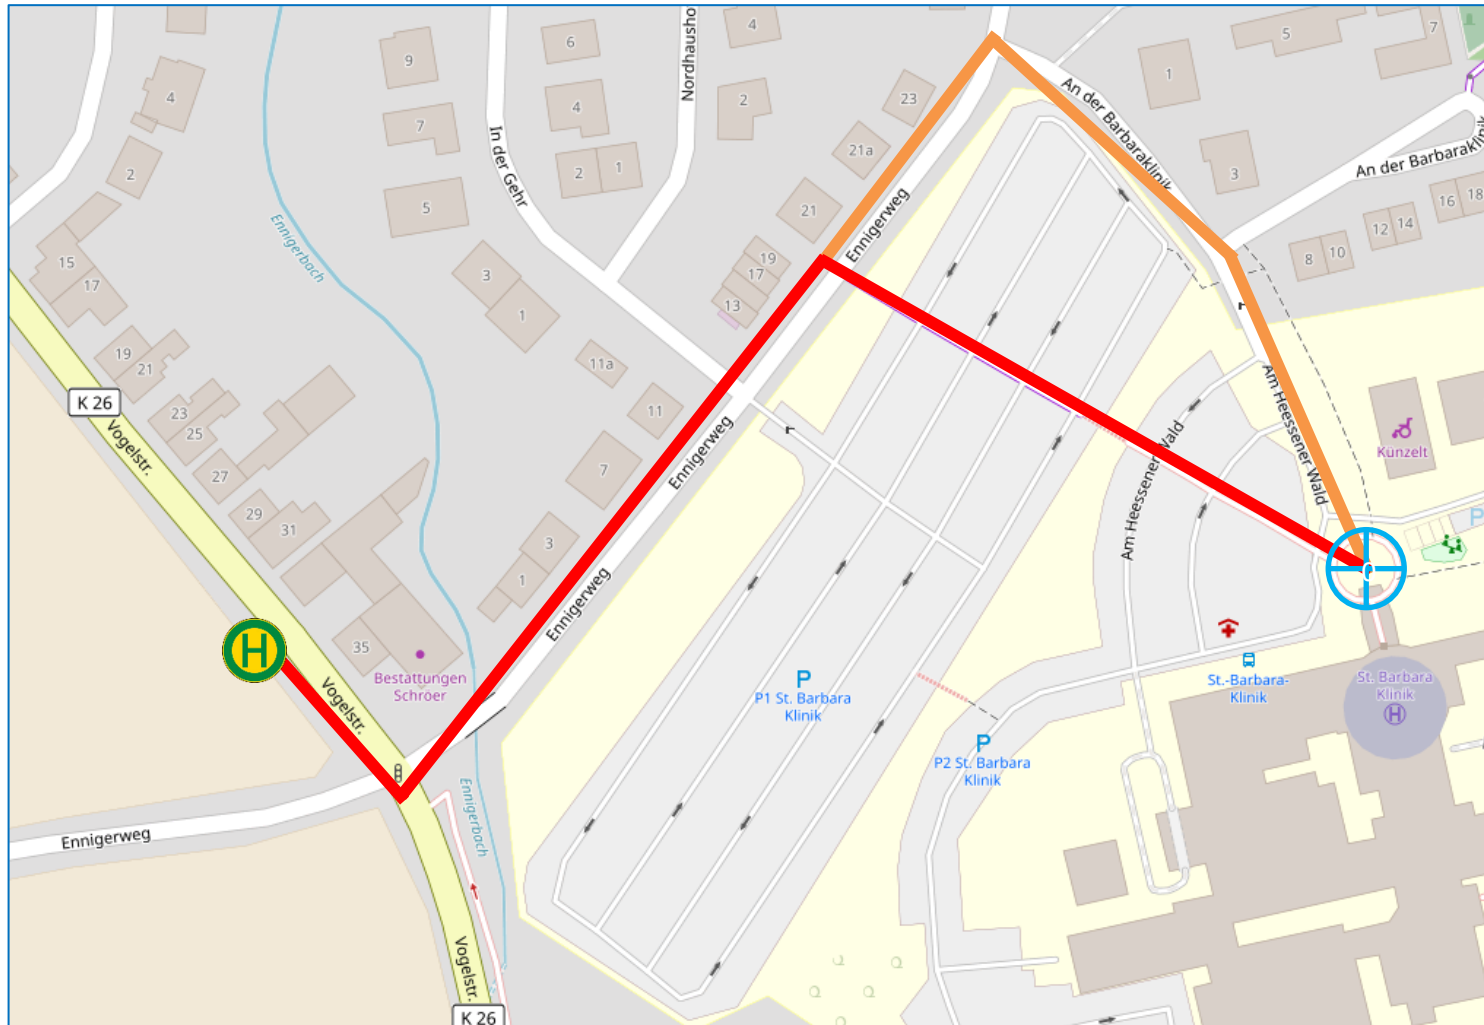 4
6
9
Nordhausho
4
5
7
1
4
7
2
23
An der Barbaraklinik
An der Barbaraklinik
In der Gehr
21a
2
2
1
3
16
18
5
21
Ennigerweg
12
14
Ennigerbach
15
17
19
17
13
8
10
3
1
19
21
11a
K 26
23
25
11
Am Heessener Wald
Künzelt
Vogelstr.
27
7
Ennigerweg
Am Heessener Wald
29
31
3
1
P
H
35
Bestattungen
Schröer
Ennigerweg
Vogelstr.
P
P1 St. Barbara
Klinik
St.-Barbara-
Klinik
St. Barbara
Klinik
H
P
P2 St. Barbara
Klinik
Ennigerweg
Ennigerbach
Vogelstr.
K 26